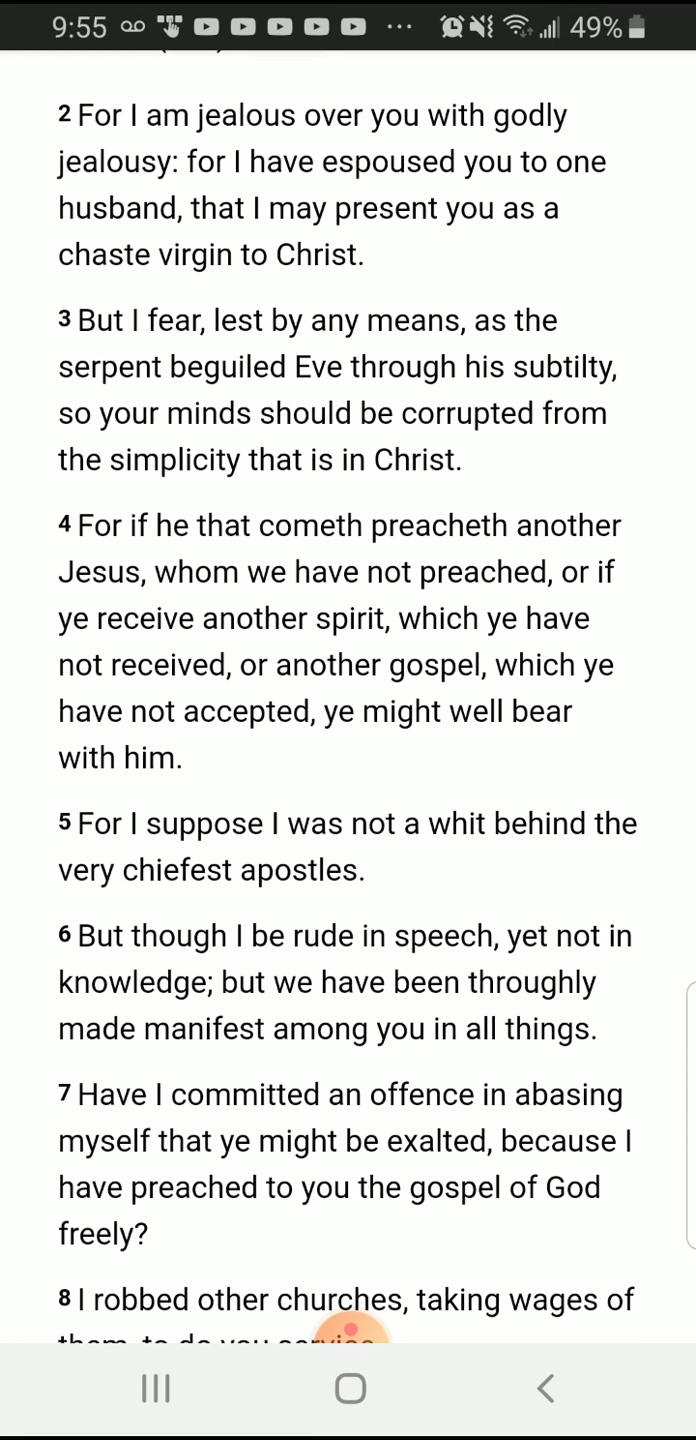 9:55 49%
2 For I am jealous over you with godly
jealousy: for I have espoused you to one
husband, that I may present you as a
chaste virgin to Christ.
3 But I fear, lest by any means, as the
serpent beguiled Eve through his subtilty,
so your minds should be corrupted from
the simplicity that is in Christ.
4 For if he that cometh preacheth another
Jesus, whom we have not preached, or if
ye receive another spirit, which ye have
not received, or another gospel, which ye
have not accepted, ye might well bear
with him.
5 For I suppose I was not a whit behind the
very chiefest apostles.
6 But though I be rude in speech, yet not in
knowledge; but we have been throughly
made manifest among you in all things.
7 Have I committed an offence in abasing
myself that ye might be exalted, because I
have preached to you the gospel of God
freely?
8 I robbed other churches, taking wages of
them, to do you service.